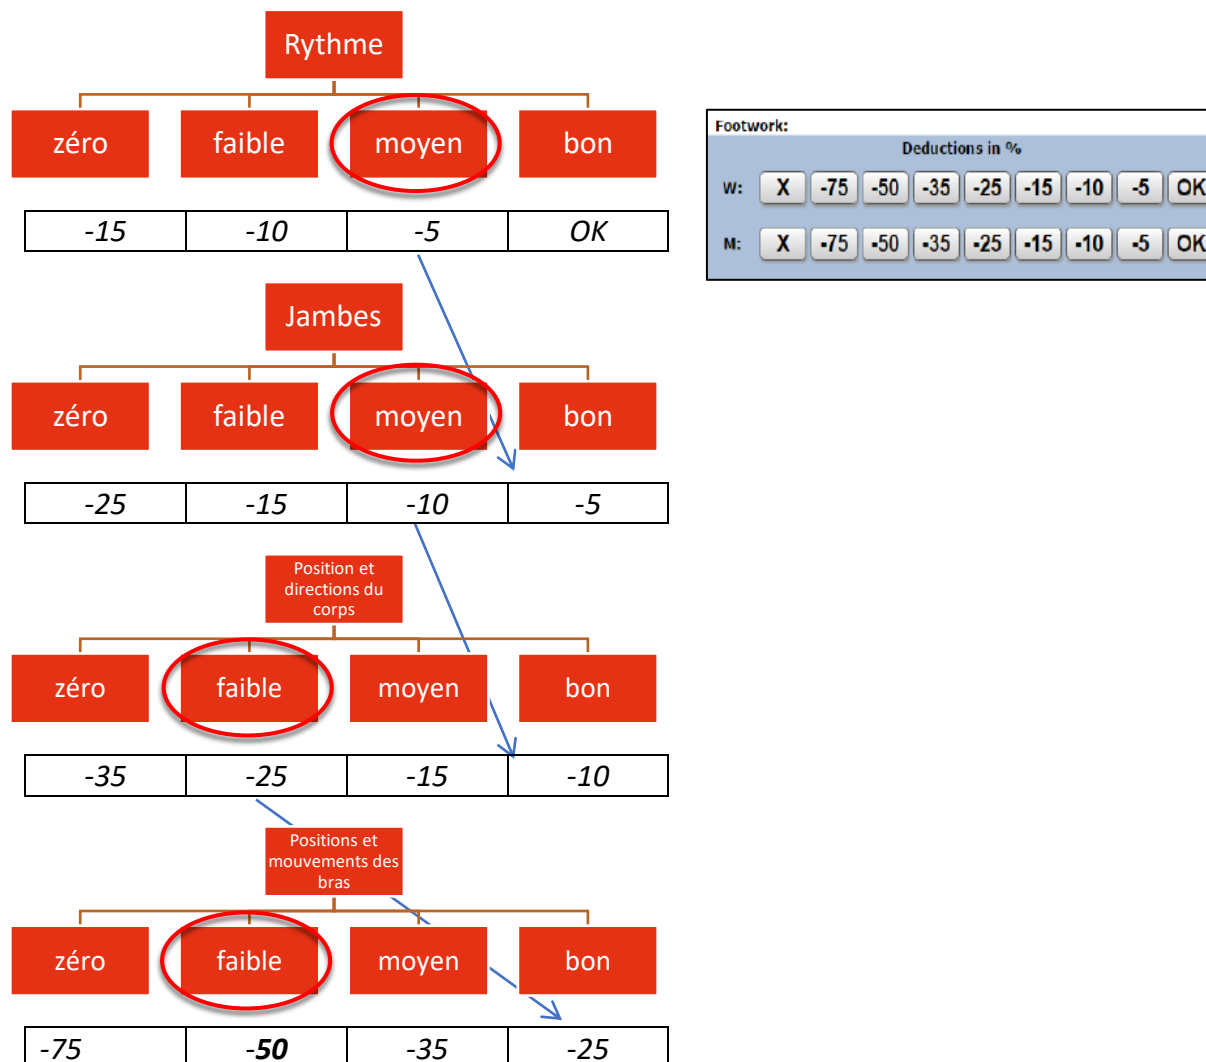 Rythme
zéro faible moyen bon
-15 -10 -5 OK
Footwork:
Deductions in %
W: X -75 -50 -35 -25 -15 -10 -5 OK
M: X -75 -50 -35 -25 -15 -10 -5 OK
Jambes
zéro faible moyen bon
-25 -15 -10 -5
Position et
directions du
corps
zéro faible moyen bon
-35 -25 -15 -10
Positions et
mouvements des
bras
zéro faible moyen bon
-75 -50 -35 -25